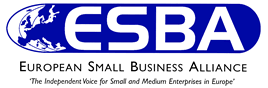 ESBA
EUROPEAN SMALL BUSINESS ALLIANCE
'The Independent Voice for Small and Medium Enterprises in Europe'